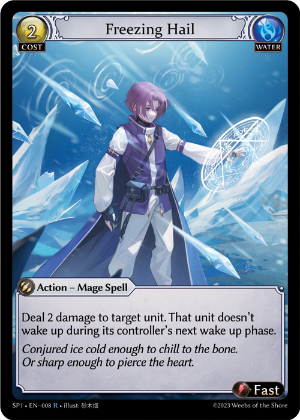 2
COST
Freezing Hail
WATER
Action – Mage Spell
Deal 2 damage to target unit. That unit doesn't
wake up during its controller's next wake up phase.
Conjured ice cold enough to chill to the bone.
Or sharp enough to pierce the heart.
Fast
SP1 • EN-008 R • illust:
©2023 Weebs of the Shore